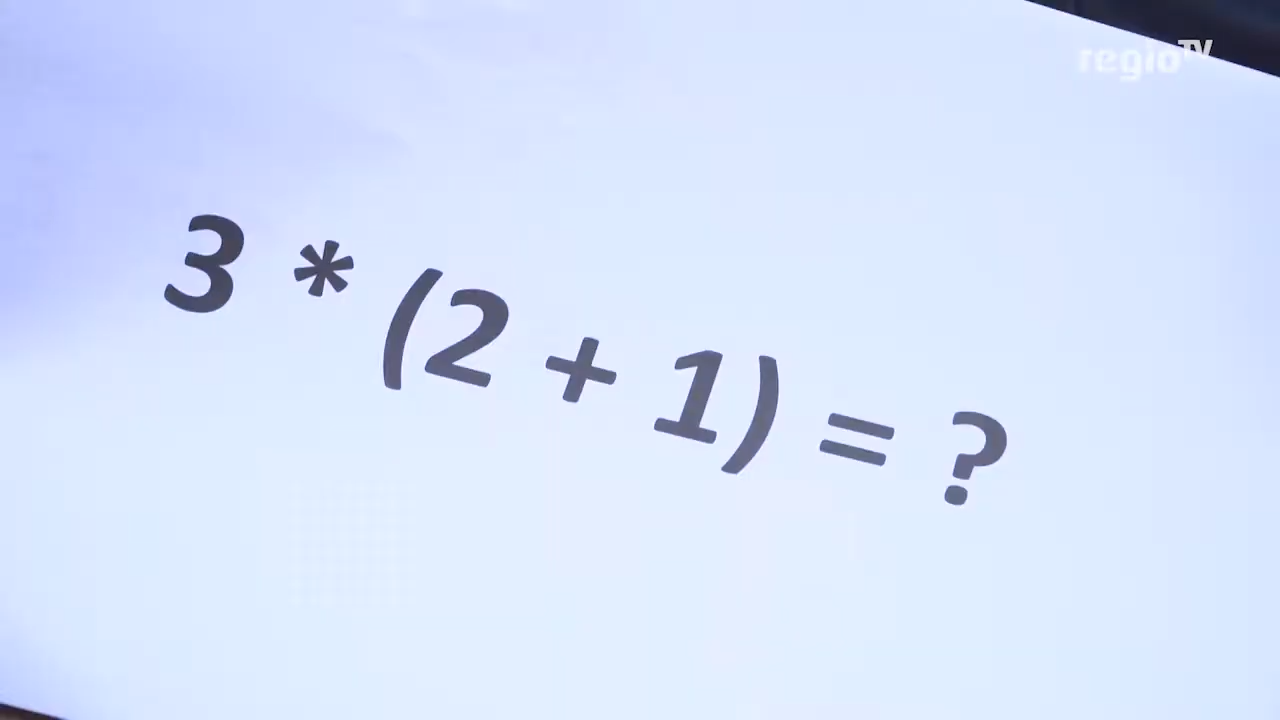 regioTV
3 * (2 + 1) = ?